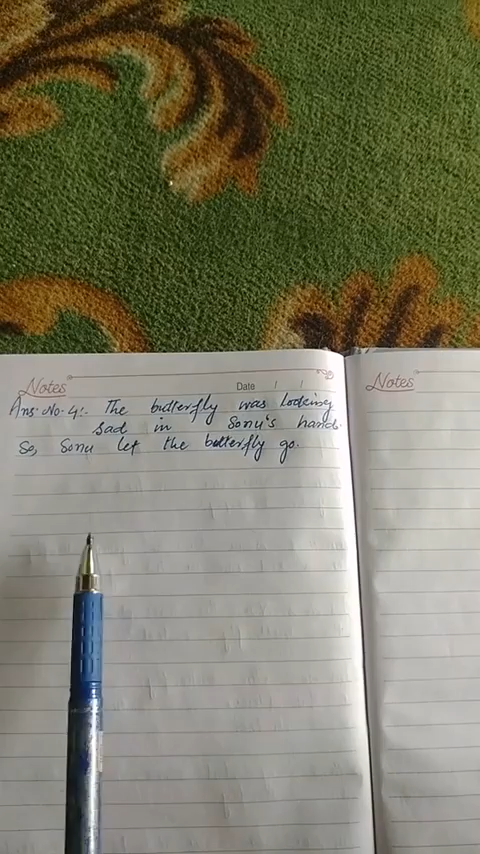 Notes
Date / /
Notes
Ans. No. 4:- The butterfly was looking
sad in Sonu's hand.
So, Sonu let the butterfly go.